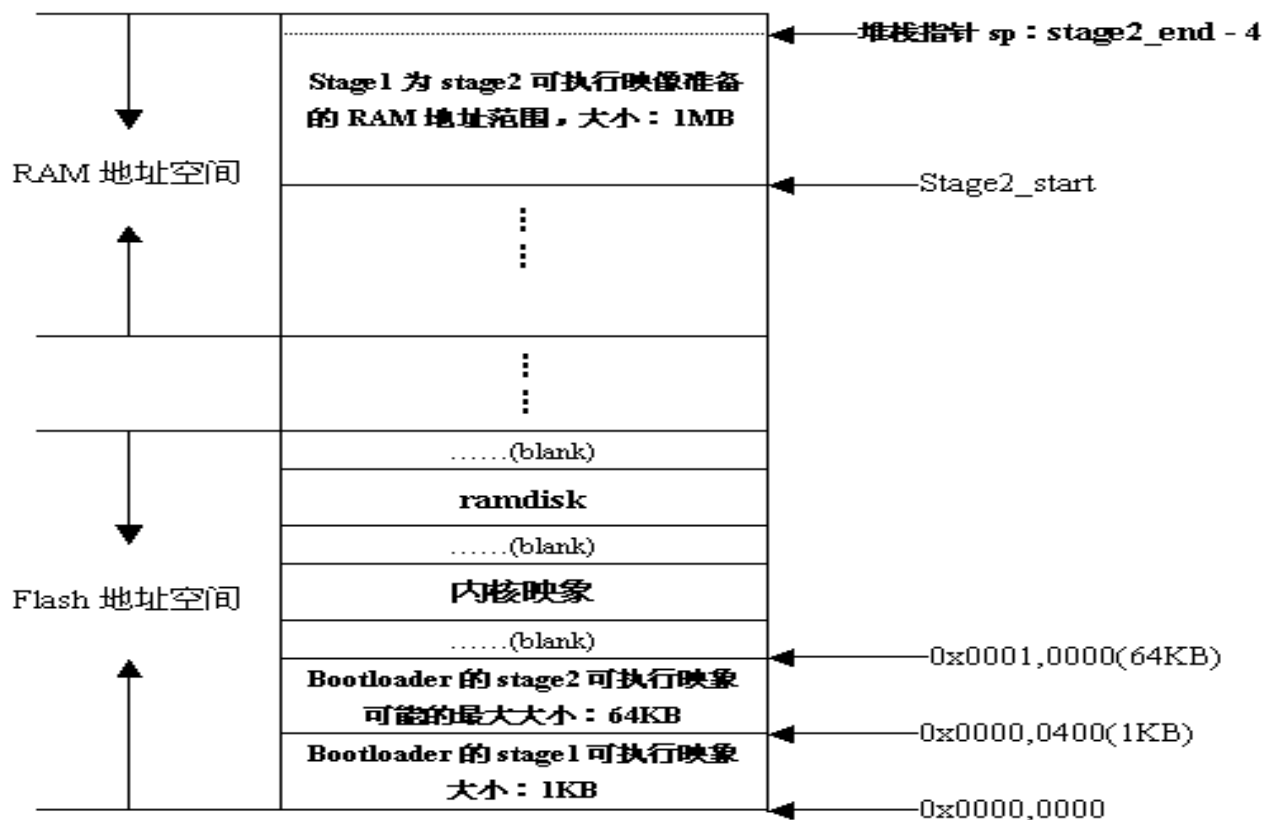 堆栈指针 sp：stage2_end - 4
Stage1 为 stage2 可执行映像准备
的 RAM 地址范围，大小：1MB
RAM 地址空间
Stage2_start
……(blank)
ramdisk
……(blank)
Flash 地址空间
内核映象
……(blank)
0x0001,0000(64KB)
Bootloader 的 stage2 可执行映象
可能的最大大小：64KB
0x0000,0400(1KB)
Bootloader 的 stage1 可执行映象
大小：1KB
0x0000,0000